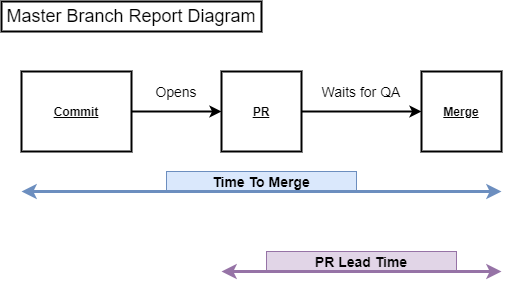 Master Branch Report Diagram
Opens
Waits for QA
Commit
PR
Merge
Time To Merge
PR Lead Time